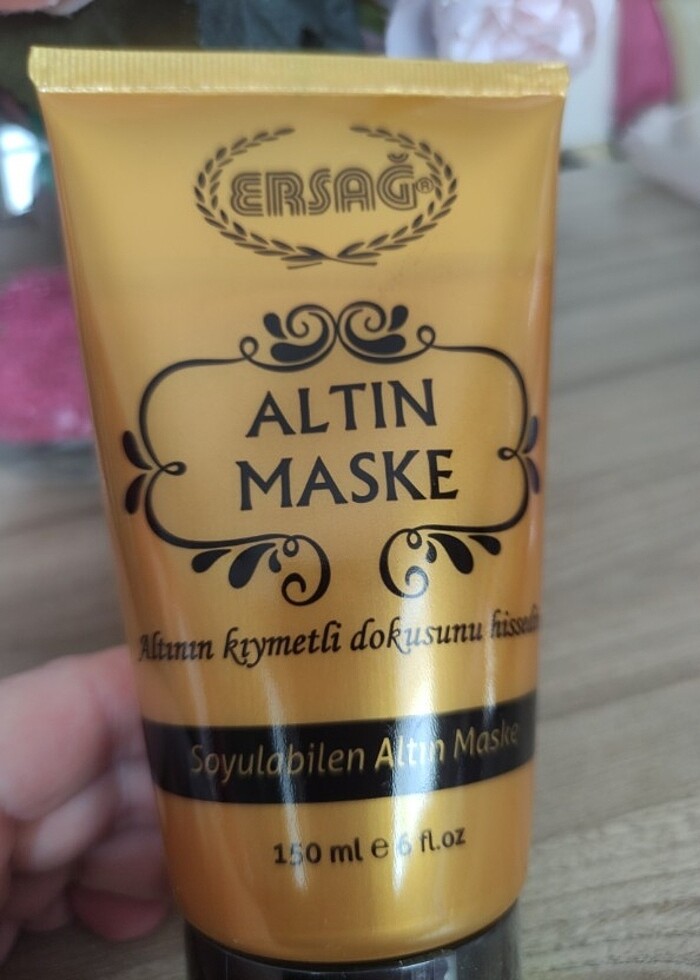 ERSAĞ®
ALTIN
MASKE
Altının kıymetli dokusunu
Soyulabilen Altın Maske
150 ml e 6 fl.oz